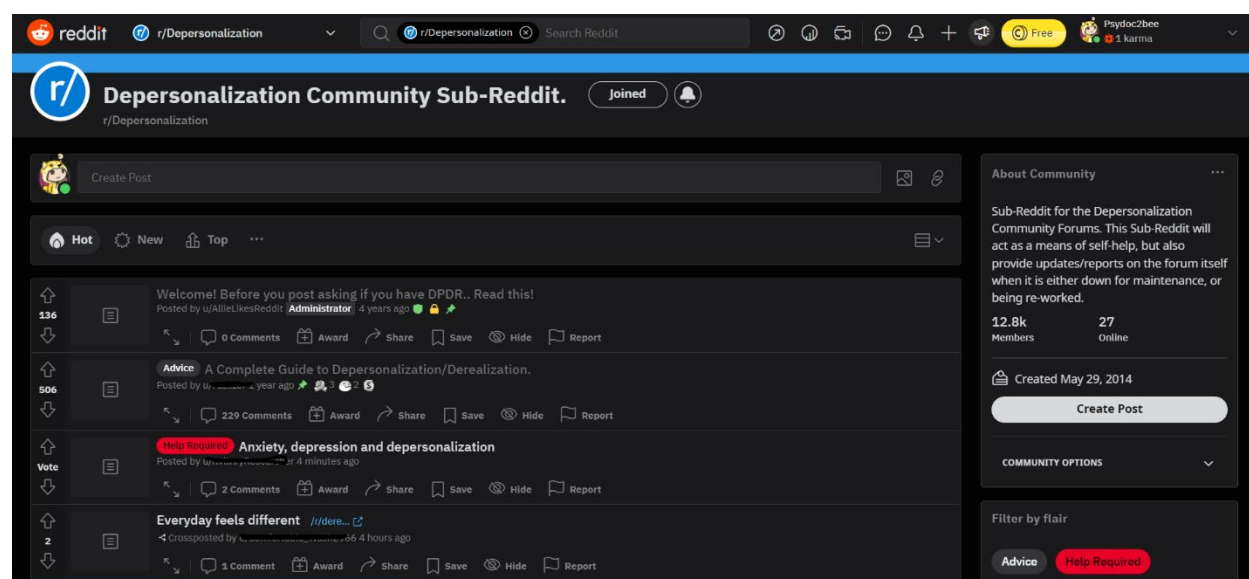 reddit r/Depersonalization r/Depersonalization Search Reddit Free Psydoc2bee
1 karma
r/ Depersonalization Community Sub-Reddit. Joined
r/Depersonalization
Create Post
Hot New Top ...
136
Welcome! Before you post asking if you have DPDR.. Read this!
Posted by u/AllieLikesReddit Administrator 4 years ago
0 Comments Award Share Save Hide Report
506
Advice A Complete Guide to Depersonalization/Derealization.
Posted by 1 year ago 3 2
229 Comments Award Share Save Hide Report
Vote
Help Required Anxiety, depression and depersonalization
Posted by 4 minutes ago
2 Comments Award Share Save Hide Report
2
Everyday feels different /r/dere...
Crossposted by 4 hours ago
1 Comment Award Share Save Hide Report
About Community ...
Sub-Reddit for the Depersonalization
Community Forums. This Sub-Reddit will
act as a means of self-help, but also
provide updates/reports on the forum itself
when it is either down for maintenance, or
being re-worked.
12.8k 27
Members Online
Created May 29, 2014
Create Post
COMMUNITY OPTIONS
Filter by flair
Advice Help Required